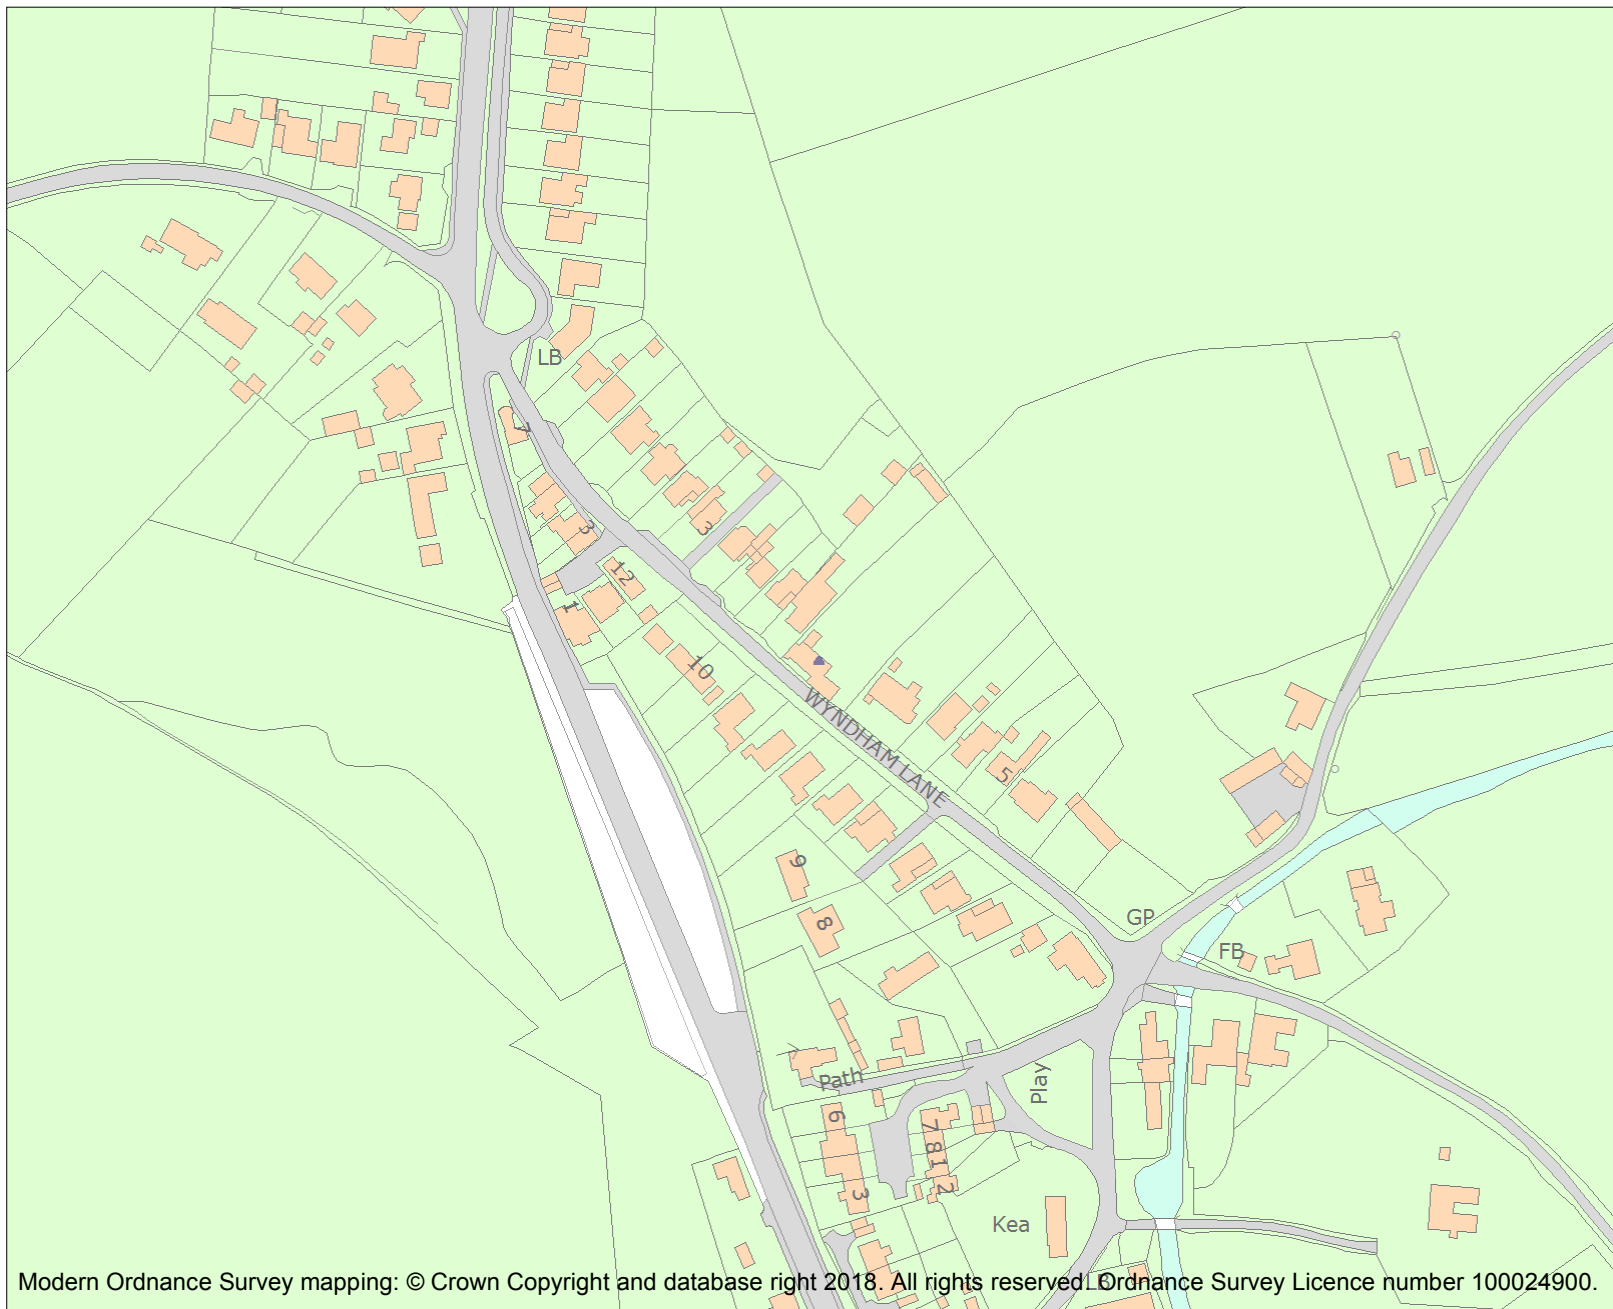 LB
7
3
3
12
1
10
WYNDHAM LANE
5
9
8
GP
FB
Path
Play
6
7 8 1 2
3
Kea
LB
Modern Ordnance Survey mapping: © Crown Copyright and database right 2018. All rights reserved. Ordnance Survey Licence number 100024900.